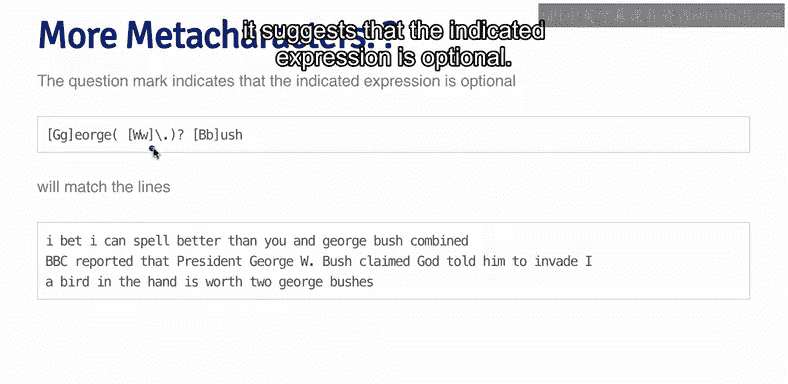 it suggests that the indicated
expression is optional.
More Metacharacters: ?
The question mark indicates that the indicated expression is optional
[Gg]eorge( [Ww]\.)? [Bb]ush
will match the lines
i bet i can spell better than you and george bush combined
BBC reported that President George W. Bush claimed God told him to invade I
a bird in the hand is worth two george bushes